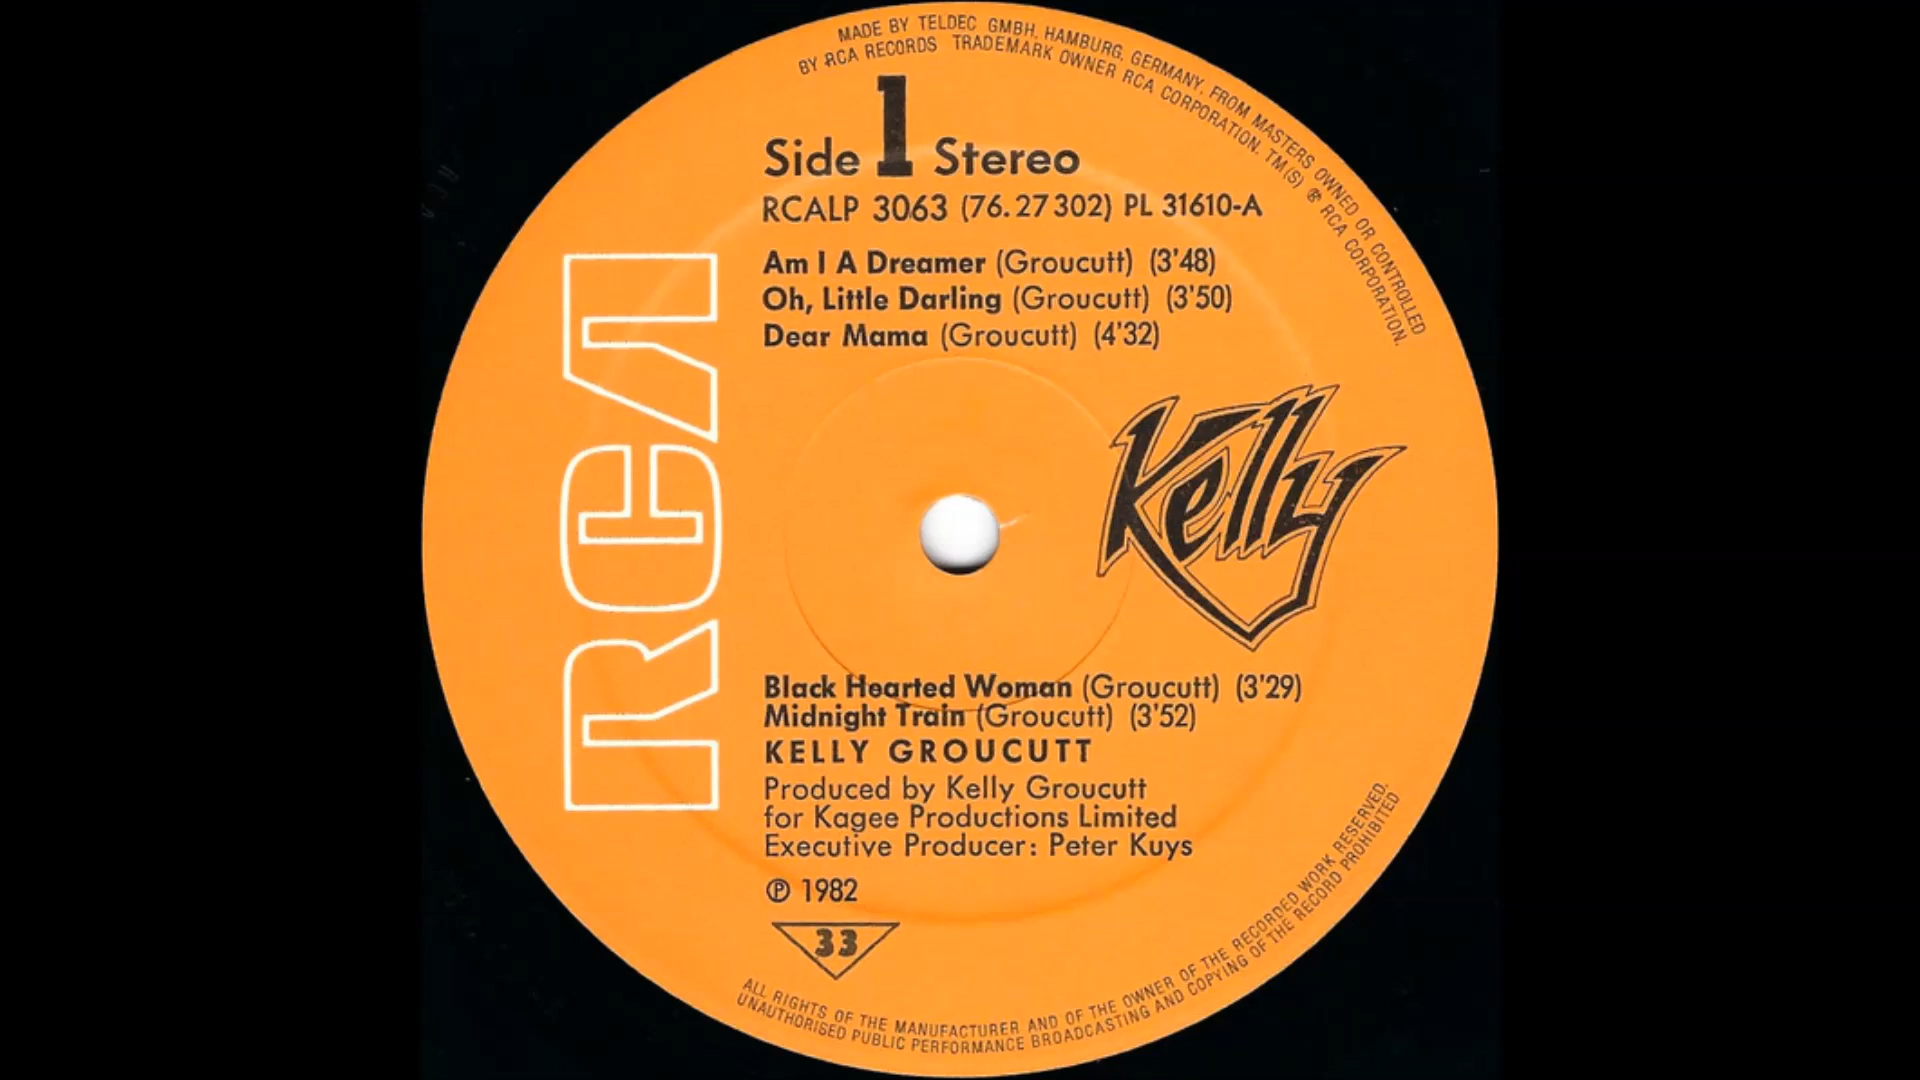 MADE BY TELDEC GMBH, HAMBURG, GERMANY, FROM MASTERS OWNED OR CONTROLLED
BY RCA RECORDS TRADEMARK OWNER RCA CORPORATION. TM(S) ® RCA CORPORATION.
Side 1 Stereo
RCALP 3063 (76.27302) PL 31610-A
Am I A Dreamer (Groucutt) (3'48)
Oh, Little Darling (Groucutt) (3'50)
Dear Mama (Groucutt) (4'32)
RCA
Kelly
Black Hearted Woman (Groucutt) (3'29)
Midnight Train (Groucutt) (3'52)
KELLY GROUCUTT
Produced by Kelly Groucutt
for Kagee Productions Limited
Executive Producer: Peter Kuys
℗ 1982
33
ALL RIGHTS OF THE MANUFACTURER AND OF THE OWNER OF THE RECORDED WORK RESERVED.
UNAUTHORISED PUBLIC PERFORMANCE BROADCASTING AND COPYING OF THE RECORD PROHIBITED